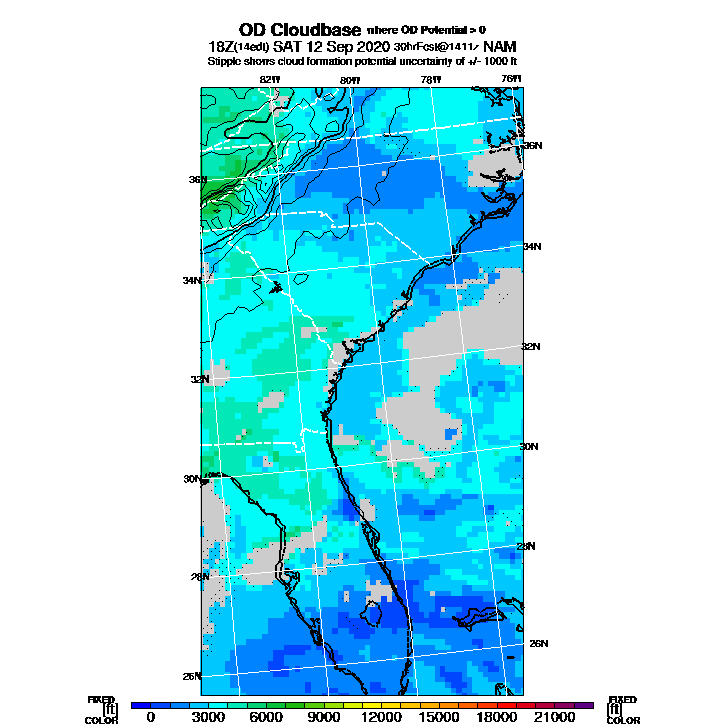 OD Cloudbase where OD Potential > 0
18Z(14edt) SAT 12 Sep 2020 39hrFcst@1411z NAM
Stipple shows cloud formation potential uncertainty of +/- 1000 ft
82W 80W 78W 76W
36N 36N
34N 34N
32N 32N
30N 30N
28N 28N
26N 26N
FIXED FIXED
[ft] [ft]
COLOR COLOR
0 3000 6000 9000 12000 15000 18000 21000